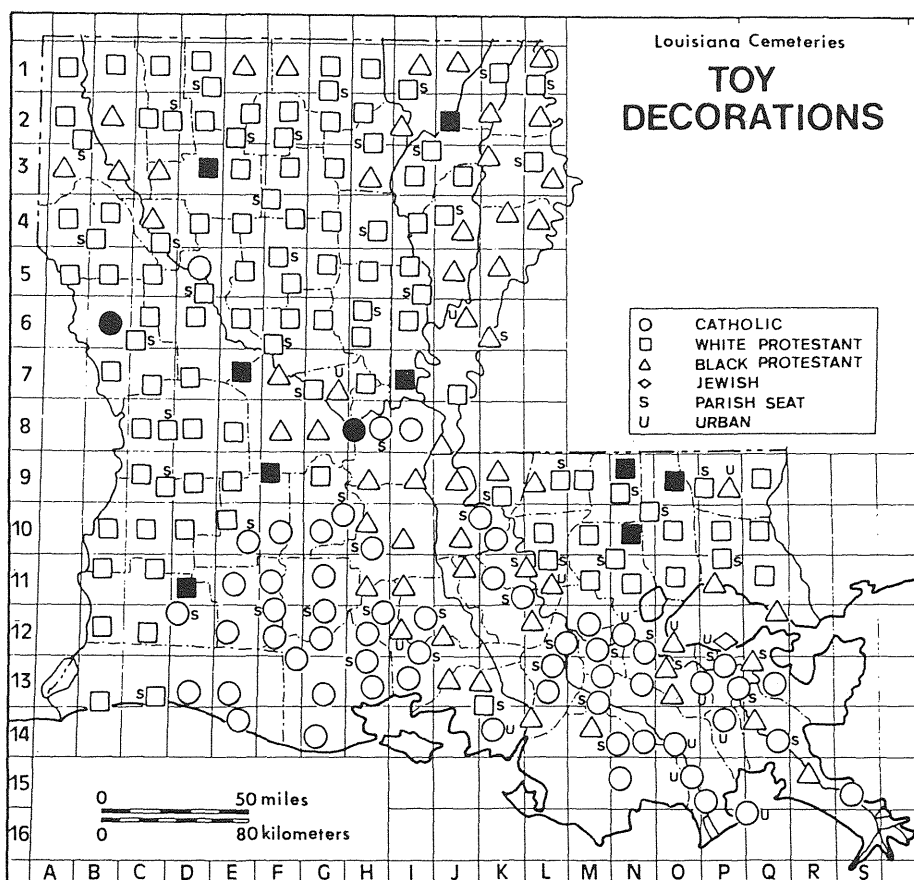 Louisiana Cemeteries
TOY
DECORATIONS
CATHOLIC
WHITE PROTESTANT
BLACK PROTESTANT
JEWISH
S PARISH SEAT
U URBAN
1
2
3
4
5
6
7
8
9
10
11
12
13
14
15
16
0 50 miles
0 80 kilometers
A B C D E F G H I J K L M N O P Q R S